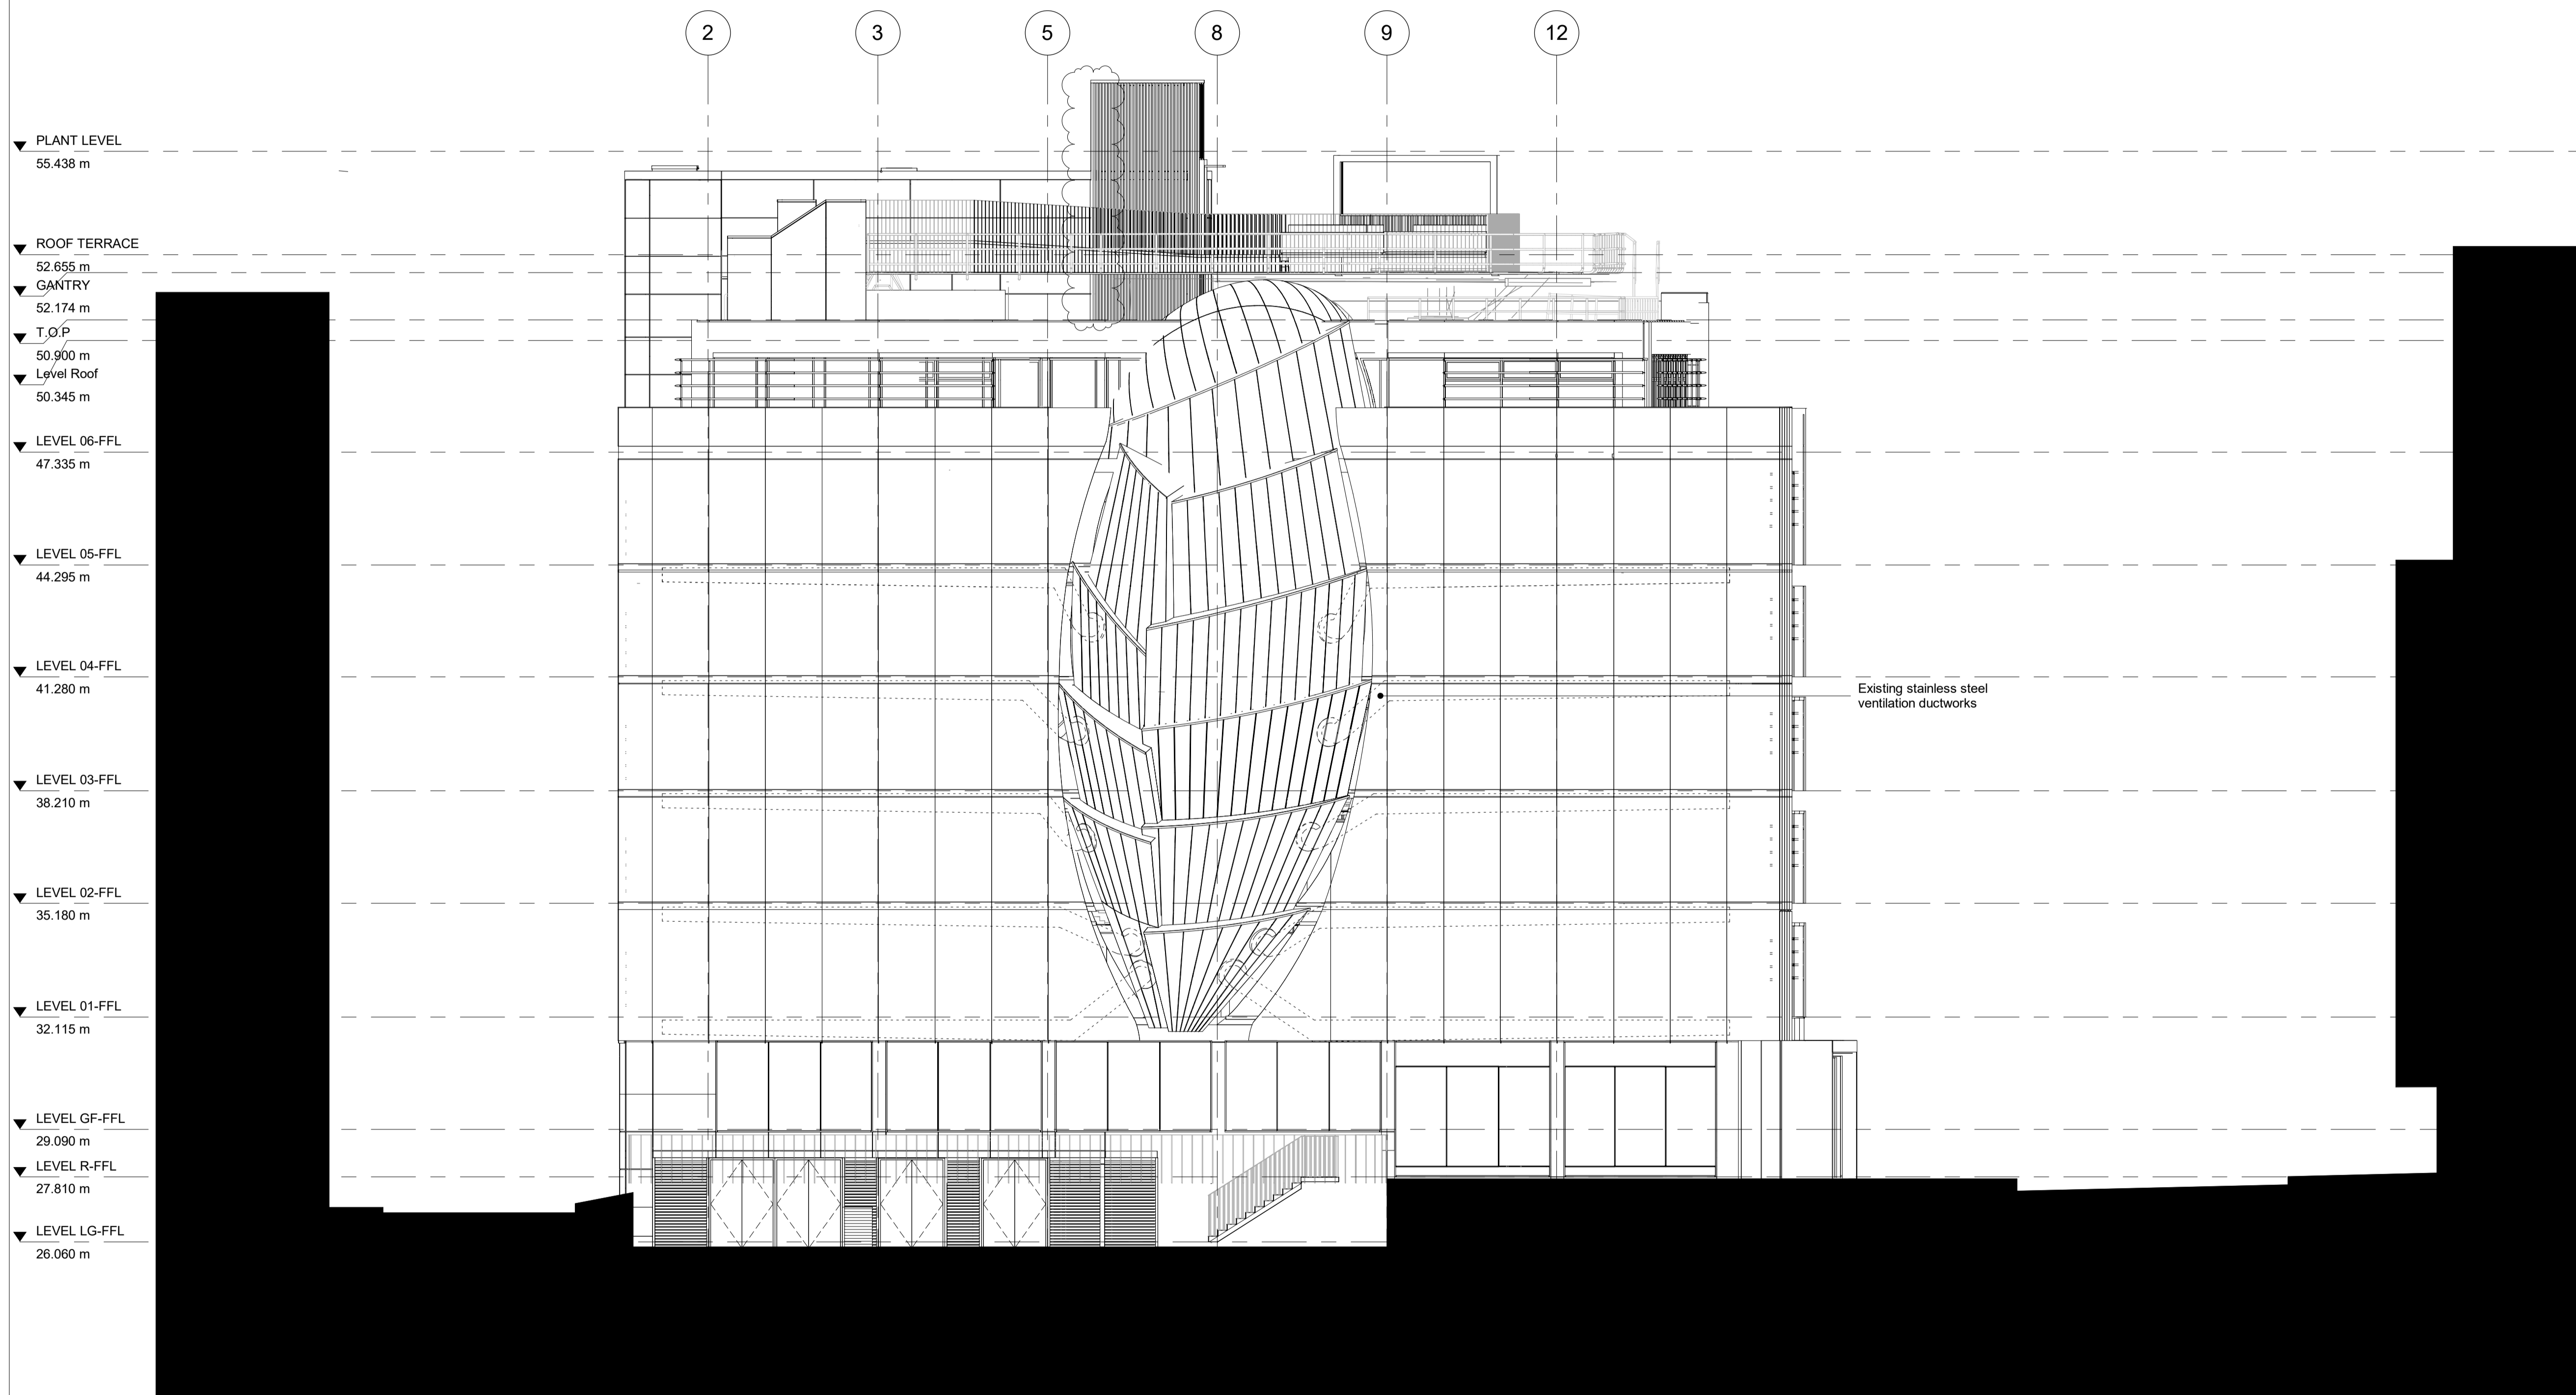 2 3 5 8 9 12
PLANT LEVEL
55.438 m
ROOF TERRACE
52.655 m
GANTRY
52.174 m
T.O.P
50.900 m
Level Roof
50.345 m
LEVEL 06-FFL
47.335 m
LEVEL 05-FFL
44.295 m
LEVEL 04-FFL
41.280 m
Existing stainless steel
ventilation ductworks
LEVEL 03-FFL
38.210 m
LEVEL 02-FFL
35.180 m
LEVEL 01-FFL
32.115 m
LEVEL GF-FFL
29.090 m
LEVEL R-FFL
27.810 m
LEVEL LG-FFL
26.060 m